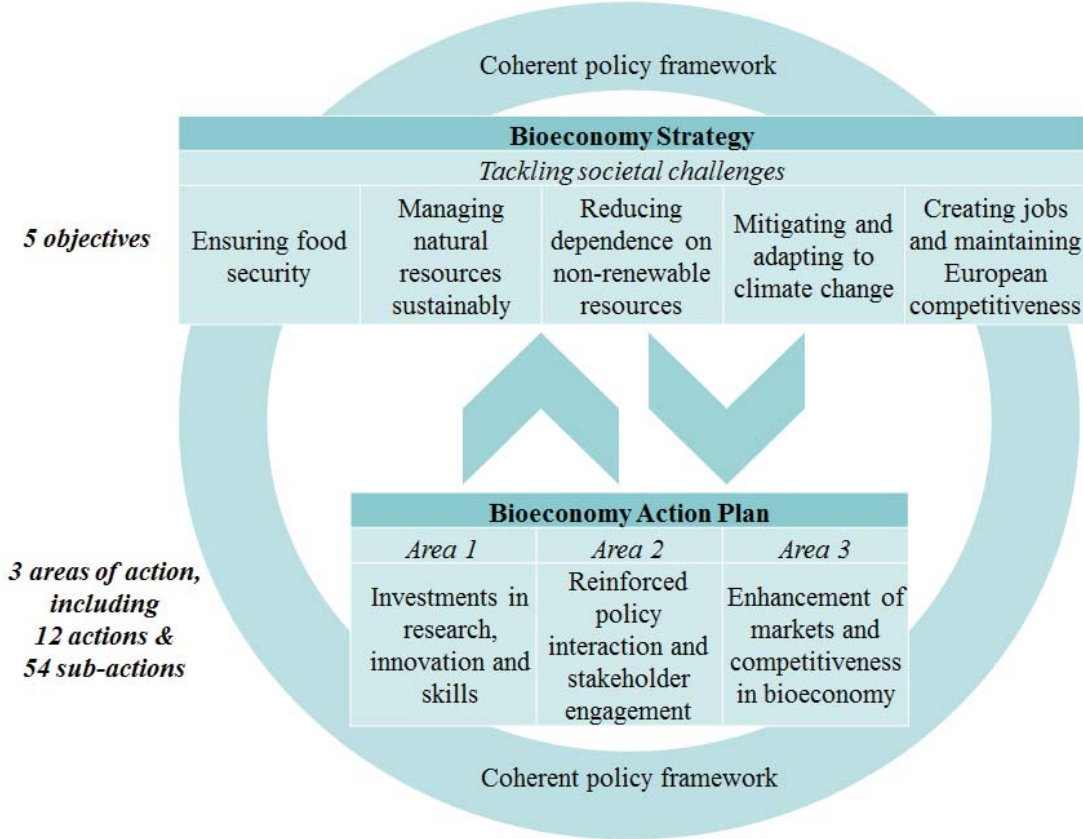 Coherent policy framework
Bioeconomy Strategy
Tackling societal challenges
5 objectives
Ensuring food
security
Managing
natural
resources
sustainably
Reducing
dependence on
non-renewable
resources
Mitigating and
adapting to
climate change
Creating jobs
and maintaining
European
competitiveness
Bioeconomy Action Plan
3 areas of action,
including
12 actions &
54 sub-actions
Area 1
Investments in
research,
innovation and
skills
Area 2
Reinforced
policy
interaction and
stakeholder
engagement
Area 3
Enhancement of
markets and
competitiveness
in bioeconomy
Coherent policy framework